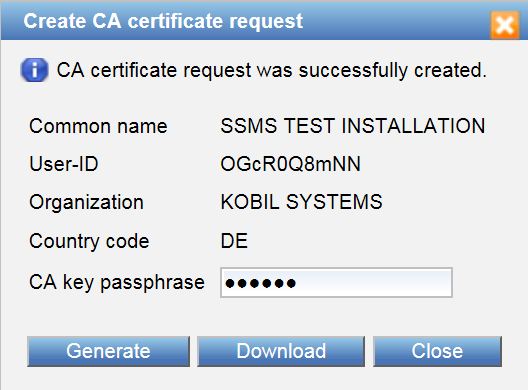 Create CA certificate request
CA certificate request was successfully created.
Common name SSMS TEST INSTALLATION
User-ID OGcR0Q8mNN
Organization KOBIL SYSTEMS
Country code DE
CA key passphrase ●●●●●●
Generate Download Close